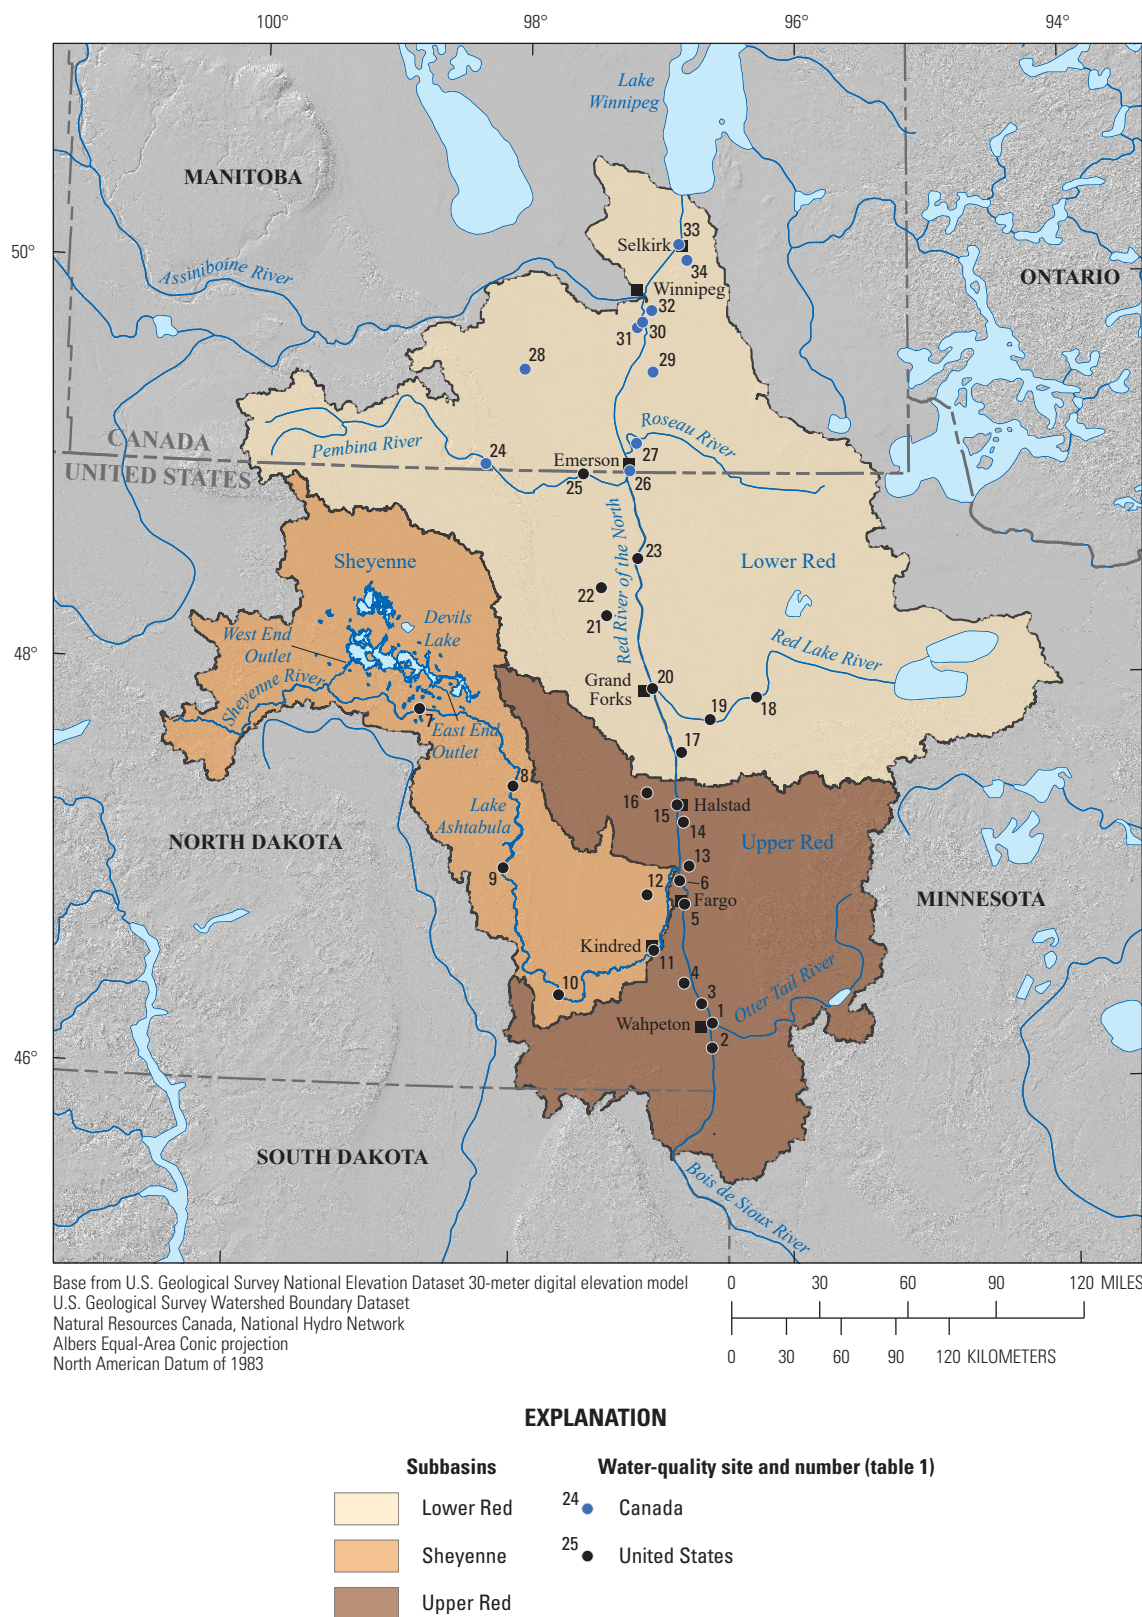 100°
98°
96°
94°
Lake
Winnipeg
MANITOBA
33
Selkirk
50°
34
ONTARIO
Assiniboine River
Winnipeg
32
31
30
28
29
Roseau River
CANADA
Pembina River
27
24
Emerson
UNITED STATES
25
26
Red River of the North
23
Sheyenne
Lower Red
22
21
Devils
Lake
West End
Outlet
Red Lake River
48°
Grand
Forks
20
Sheyenne River
19
18
7
East End
Outlet
17
8
16
Halstad
15
Lake
Ashtabula
14
NORTH DAKOTA
Upper Red
13
9
12
6
MINNESOTA
Fargo
5
Kindred
11
Otter Tail River
10
4
3
1
Wahpeton
2
46°
SOUTH DAKOTA
Bois de Sioux River
Base from U.S. Geological Survey National Elevation Dataset 30-meter digital elevation model
U.S. Geological Survey Watershed Boundary Dataset
Natural Resources Canada, National Hydro Network
Albers Equal-Area Conic projection
North American Datum of 1983
0 30 60 90 120 MILES
0 30 60 90 120 KILOMETERS
EXPLANATION
Subbasins
Lower Red
Sheyenne
Upper Red
Water-quality site and number (table 1)
24 Canada
25 United States